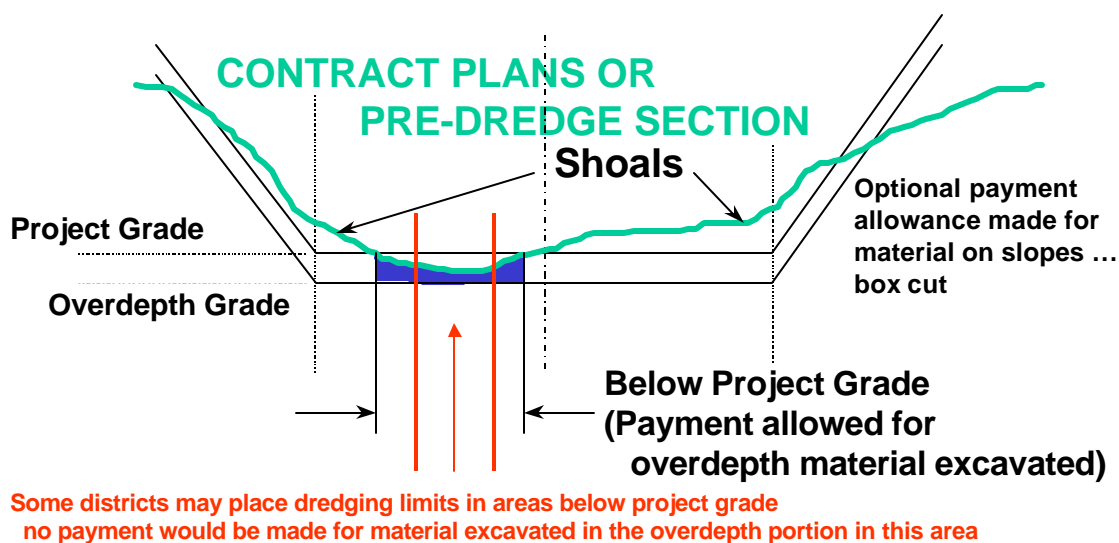 CONTRACT PLANS OR
PRE-DREDGE SECTION
Shoals
Optional payment
allowance made for
material on slopes …
box cut
Project Grade
Overdepth Grade
Below Project Grade
(Payment allowed for
overdepth material excavated)
Some districts may place dredging limits in areas below project grade
no payment would be made for material excavated in the overdepth portion in this area